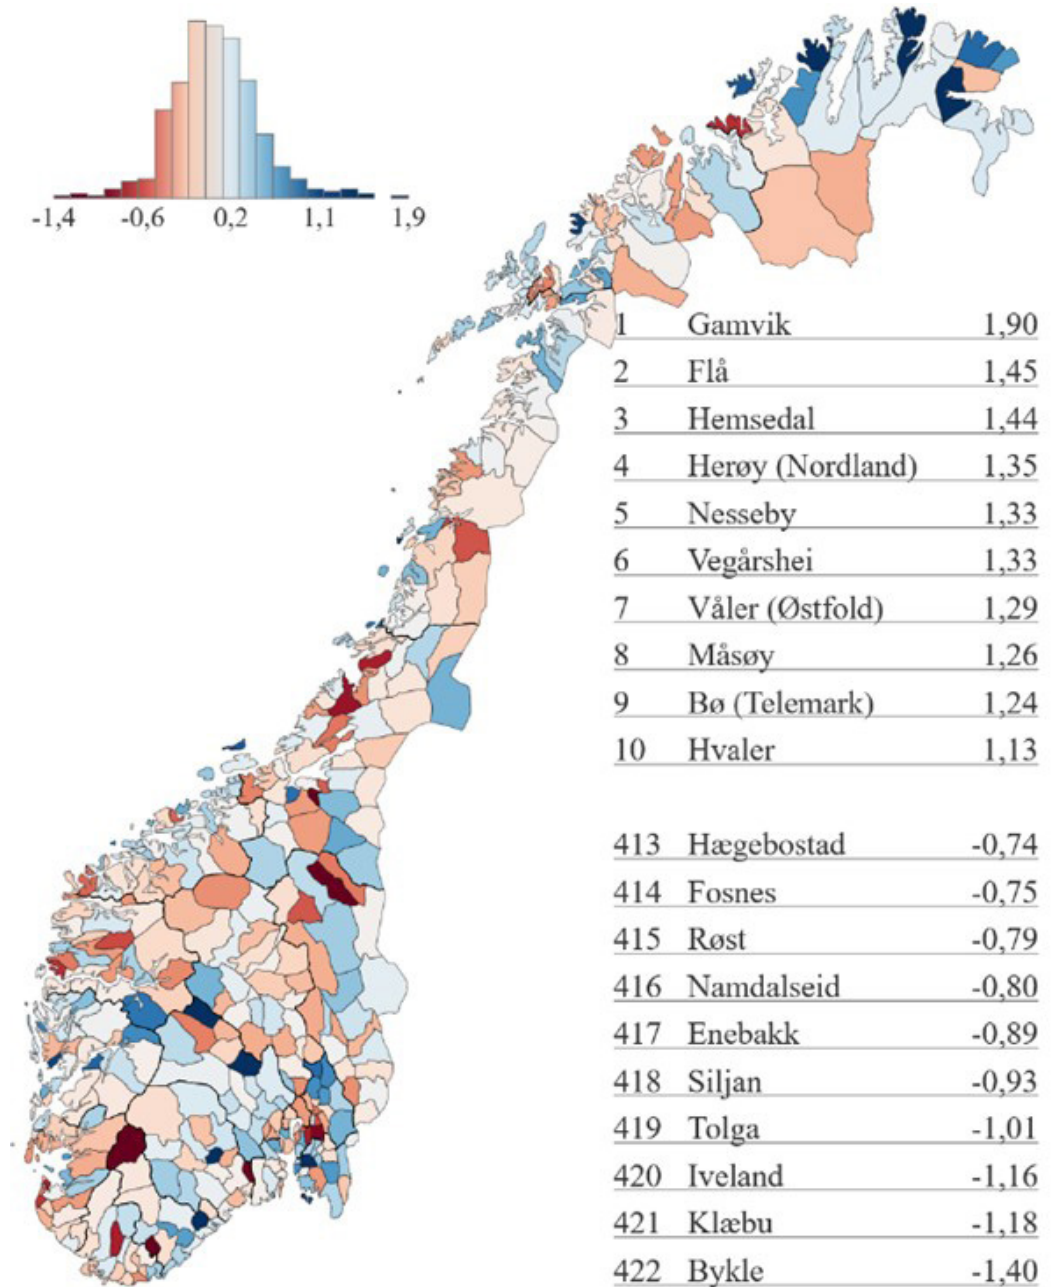 -1,4 -0,6 0,2 1,1 1,9
1 Gamvik 1,90
2 Flå 1,45
3 Hemsedal 1,44
4 Herøy (Nordland) 1,35
5 Nesseby 1,33
6 Vegårshei 1,33
7 Våler (Østfold) 1,29
8 Måsøy 1,26
9 Bø (Telemark) 1,24
10 Hvaler 1,13
413 Hægebostad -0,74
414 Fosnes -0,75
415 Røst -0,79
416 Namdalseid -0,80
417 Enebakk -0,89
418 Siljan -0,93
419 Tolga -1,01
420 Iveland -1,16
421 Klæbu -1,18
422 Bykle -1,40